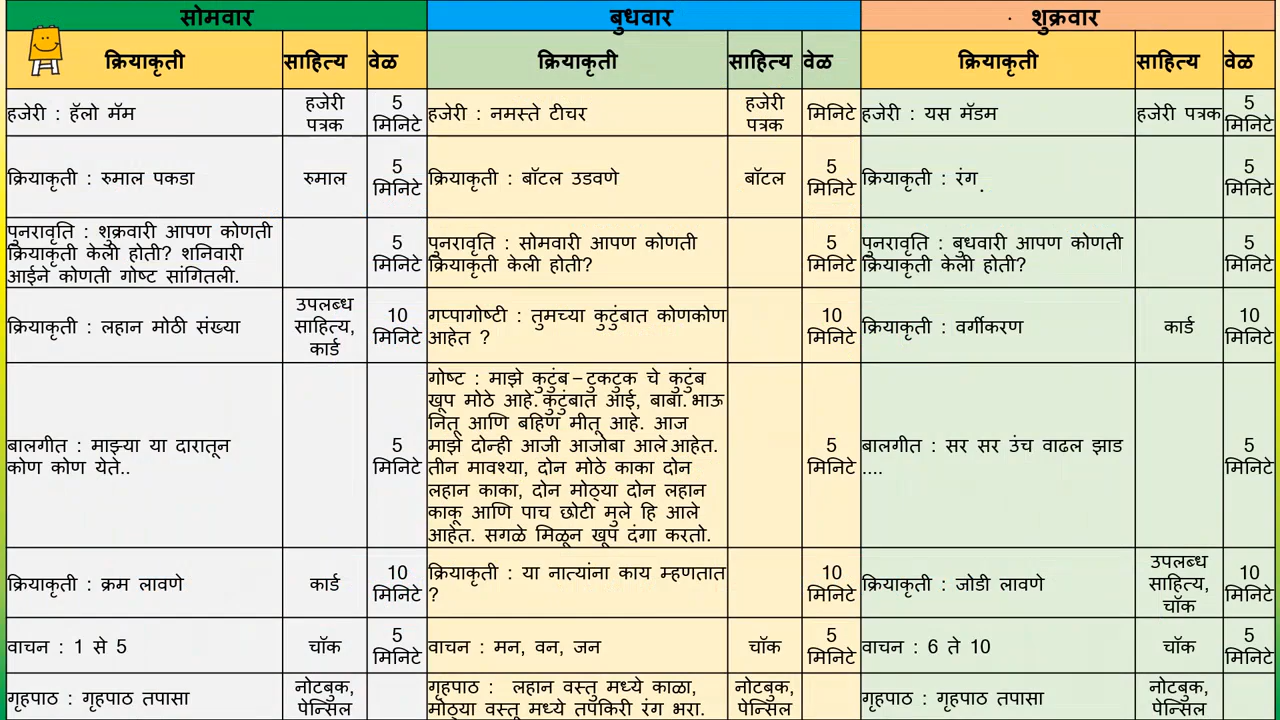 सोमवार
बुधवार
शुक्रवार
क्रियाकृती
साहित्य
वेळ
क्रियाकृती
साहित्य
वेळ
क्रियाकृती
साहित्य
वेळ
हजेरी : हॅलो मॅम
हजेरी
पत्रक
5
मिनिटे
हजेरी : नमस्ते टीचर
हजेरी
पत्रक
मिनिटे
हजेरी : यस मॅडम
हजेरी पत्रक
5
मिनिटे
क्रियाकृती : रुमाल पकडा
रुमाल
5
मिनिटे
क्रियाकृती : बॉटल उडवणे
बॉटल
5
मिनिटे
क्रियाकृती : रंग.
5
मिनिटे
पुनरावृति : शुक्रवारी आपण कोणती
क्रियाकृती केली होती? शनिवारी
आईने कोणती गोष्ट सांगितली.
5
मिनिटे
पुनरावृति : सोमवारी आपण कोणती
क्रियाकृती केली होती?
5
मिनिटे
पुनरावृति : बुधवारी आपण कोणती
क्रियाकृती केली होती?
5
मिनिटे
क्रियाकृती : लहान मोठी संख्या
उपलब्ध
साहित्य,
कार्ड
10
मिनिटे
गप्पागोष्टी : तुमच्या कुटुंबात कोणकोण
आहेत ?
10
मिनिटे
क्रियाकृती : वर्गीकरण
कार्ड
10
मिनिटे
बालगीत : माझ्या या दारातून
कोण कोण येते..
5
मिनिटे
गोष्ट : माझे कुटुंब – टुकटुक चे कुटुंब
खूप मोठे आहे. कुटुंबात आई, बाबा. भाऊ
नितू आणि बहिण मीतू आहे. आज
माझे दोन्ही आजी आजोबा आले आहेत.
तीन मावश्या, दोन मोठे काका दोन
लहान काका, दोन मोठ्या दोन लहान
काकू आणि पाच छोटी मुले हि आले
आहेत. सगळे मिळून खूप दंगा करतो.
5
मिनिटे
बालगीत : सर सर उंच वाढल झाड
....
5
मिनिटे
क्रियाकृती : क्रम लावणे
कार्ड
10
मिनिटे
क्रियाकृती : या नात्यांना काय म्हणतात
?
10
मिनिटे
क्रियाकृती : जोडी लावणे
उपलब्ध
साहित्य,
चॉक
10
मिनिटे
वाचन : 1 से 5
चॉक
5
मिनिटे
वाचन : मन, वन, जन
चॉक
5
मिनिटे
वाचन : 6 ते 10
चॉक
5
मिनिटे
गृहपाठ : गृहपाठ तपासा
नोटबुक,
पेन्सिल
गृहपाठ : लहान वस्तु मध्ये काळा,
मोठ्या वस्तू मध्ये तपकिरी रंग भरा.
नोटबुक,
पेन्सिल
गृहपाठ : गृहपाठ तपासा
नोटबुक,
पेन्सिल